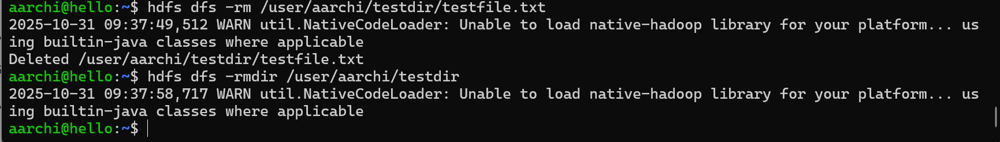 aarchi@hello:~$ hdfs dfs -rm /user/aarchi/testdir/testfile.txt
2025-10-31 09:37:49,512 WARN util.NativeCodeLoader: Unable to load native-hadoop library for your platform... us
ing builtin-java classes where applicable
Deleted /user/aarchi/testdir/testfile.txt
aarchi@hello:~$ hdfs dfs -rmdir /user/aarchi/testdir
2025-10-31 09:37:58,717 WARN util.NativeCodeLoader: Unable to load native-hadoop library for your platform... us
ing builtin-java classes where applicable
aarchi@hello:~$